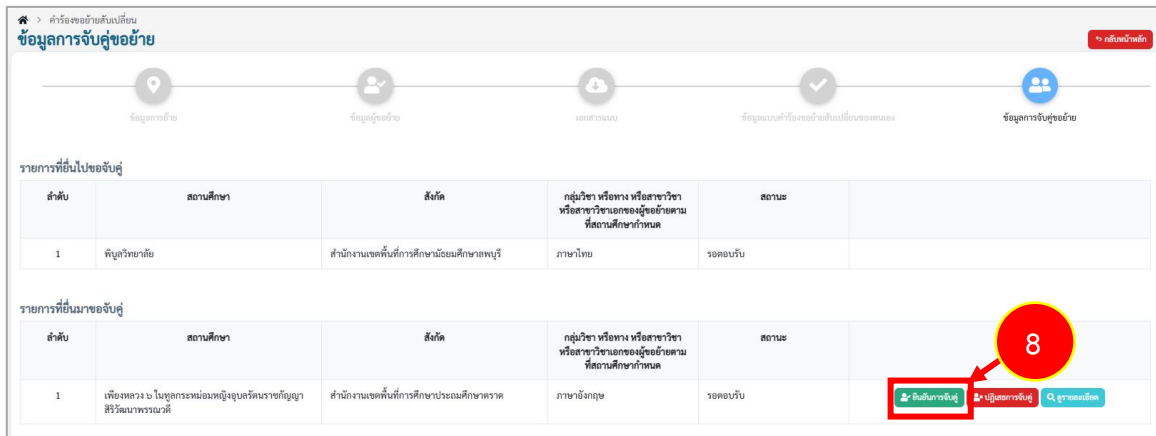 > คำร้องขอย้ายสับเปลี่ยน
ข้อมูลการจับคู่ขอย้าย
กลับหน้าหลัก
ข้อมูลการย้าย
ข้อมูลผู้ขอย้าย
เอกสารแนบ
ข้อมูลแบบคำร้องขอย้ายสับเปลี่ยนของตนเอง
ข้อมูลการจับคู่ขอย้าย
รายการที่ยื่นไปขอจับคู่
ลำดับ สถานศึกษา สังกัด กลุ่มวิชา หรือทาง หรือสาขาวิชา สถานะ
หรือสาขาวิชาเอกของผู้ขอย้ายตาม
ที่สถานศึกษากำหนด
1 พิบูลวิทยาลัย สำนักงานเขตพื้นที่การศึกษามัธยมศึกษาลพบุรี ภาษาไทย รอตอบรับ
รายการที่ยื่นมาขอจับคู่
ลำดับ สถานศึกษา สังกัด กลุ่มวิชา หรือทาง หรือสาขาวิชา สถานะ
หรือสาขาวิชาเอกของผู้ขอย้ายตาม
ที่สถานศึกษากำหนด
8
1 เพียงหลวง ๖ ในทูลกระหม่อมหญิงอุบลรัตนราชกัญญา สำนักงานเขตพื้นที่การศึกษาประถมศึกษาตราด ภาษาอังกฤษ รอตอบรับ ยืนยันการจับคู่ ปฏิเสธการจับคู่ ดูรายละเอียด
สิริวัฒนาพรรณวดี